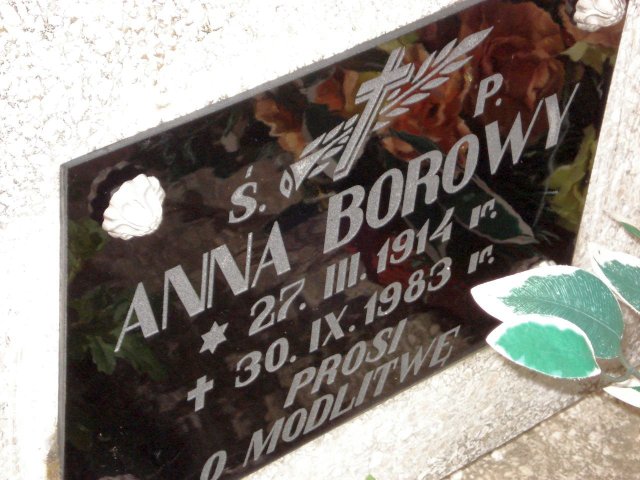 Ś. P.
ANNA BOROWY
* 27. III. 1914 r.
✝ 30. IX. 1983 r.
PROSI
O MODLITWĘ